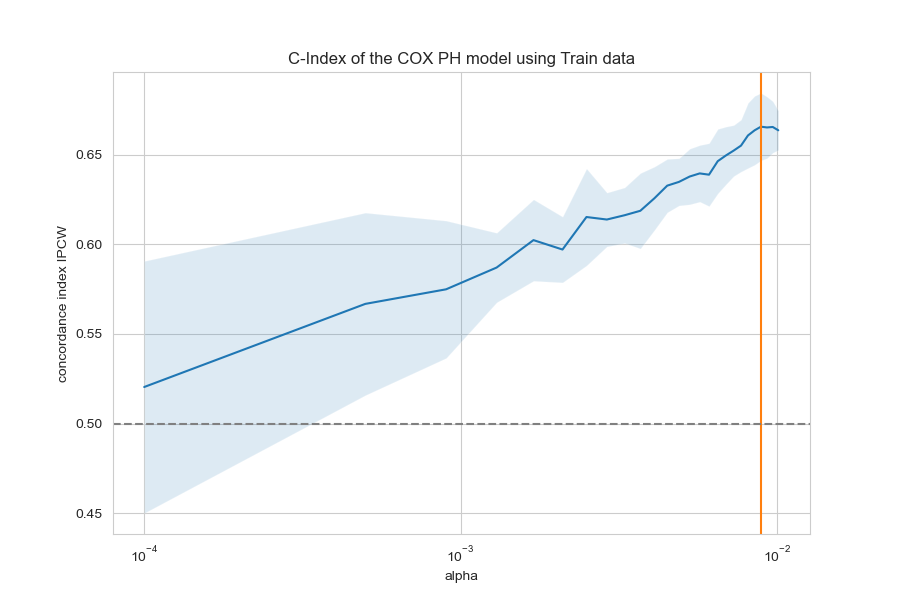 C-Index of the COX PH model using Train data
concordance index IPCW
0.65
0.60
0.55
0.50
0.45
10⁻⁴
10⁻³
10⁻²
alpha